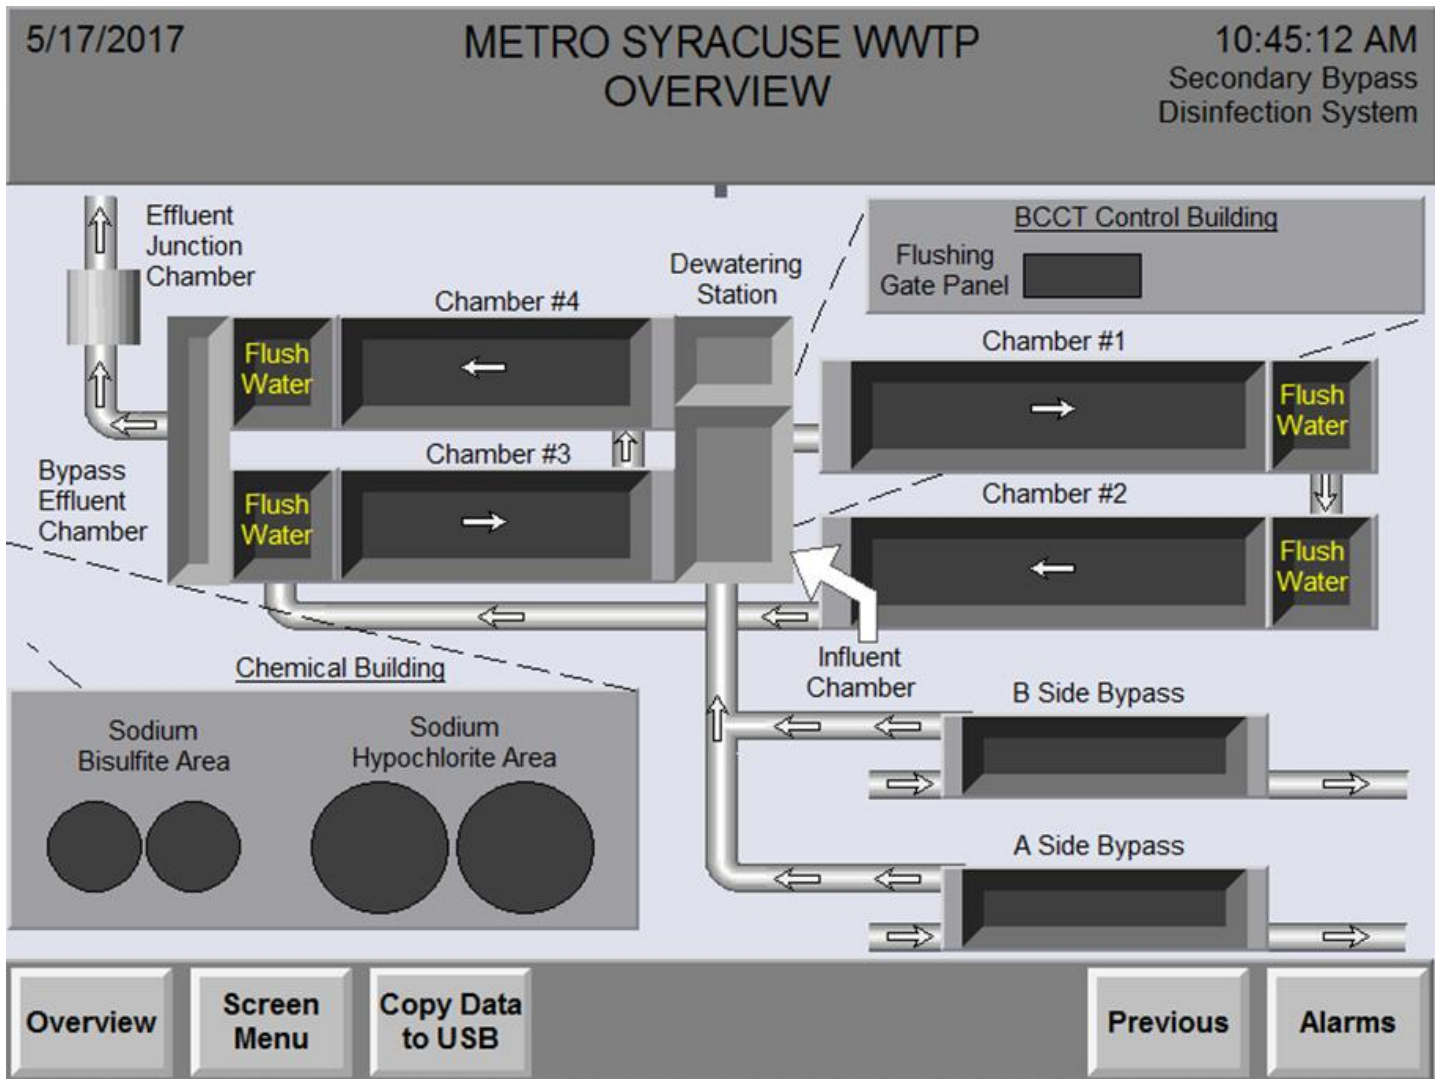 5/17/2017
METRO SYRACUSE WWTP
OVERVIEW
10:45:12 AM
Secondary Bypass
Disinfection System
Effluent
Junction
Chamber
Chamber #4
Dewatering
Station
BCCT Control Building
Flushing
Gate Panel
Flush
Water
Chamber #1
Flush
Water
Chamber #3
Bypass
Effluent
Chamber
Flush
Water
Chamber #2
Flush
Water
Influent
Chamber
Chemical Building
Sodium
Bisulfite Area
Sodium
Hypochlorite Area
B Side Bypass
A Side Bypass
Overview
Screen
Menu
Copy Data
to USB
Previous
Alarms